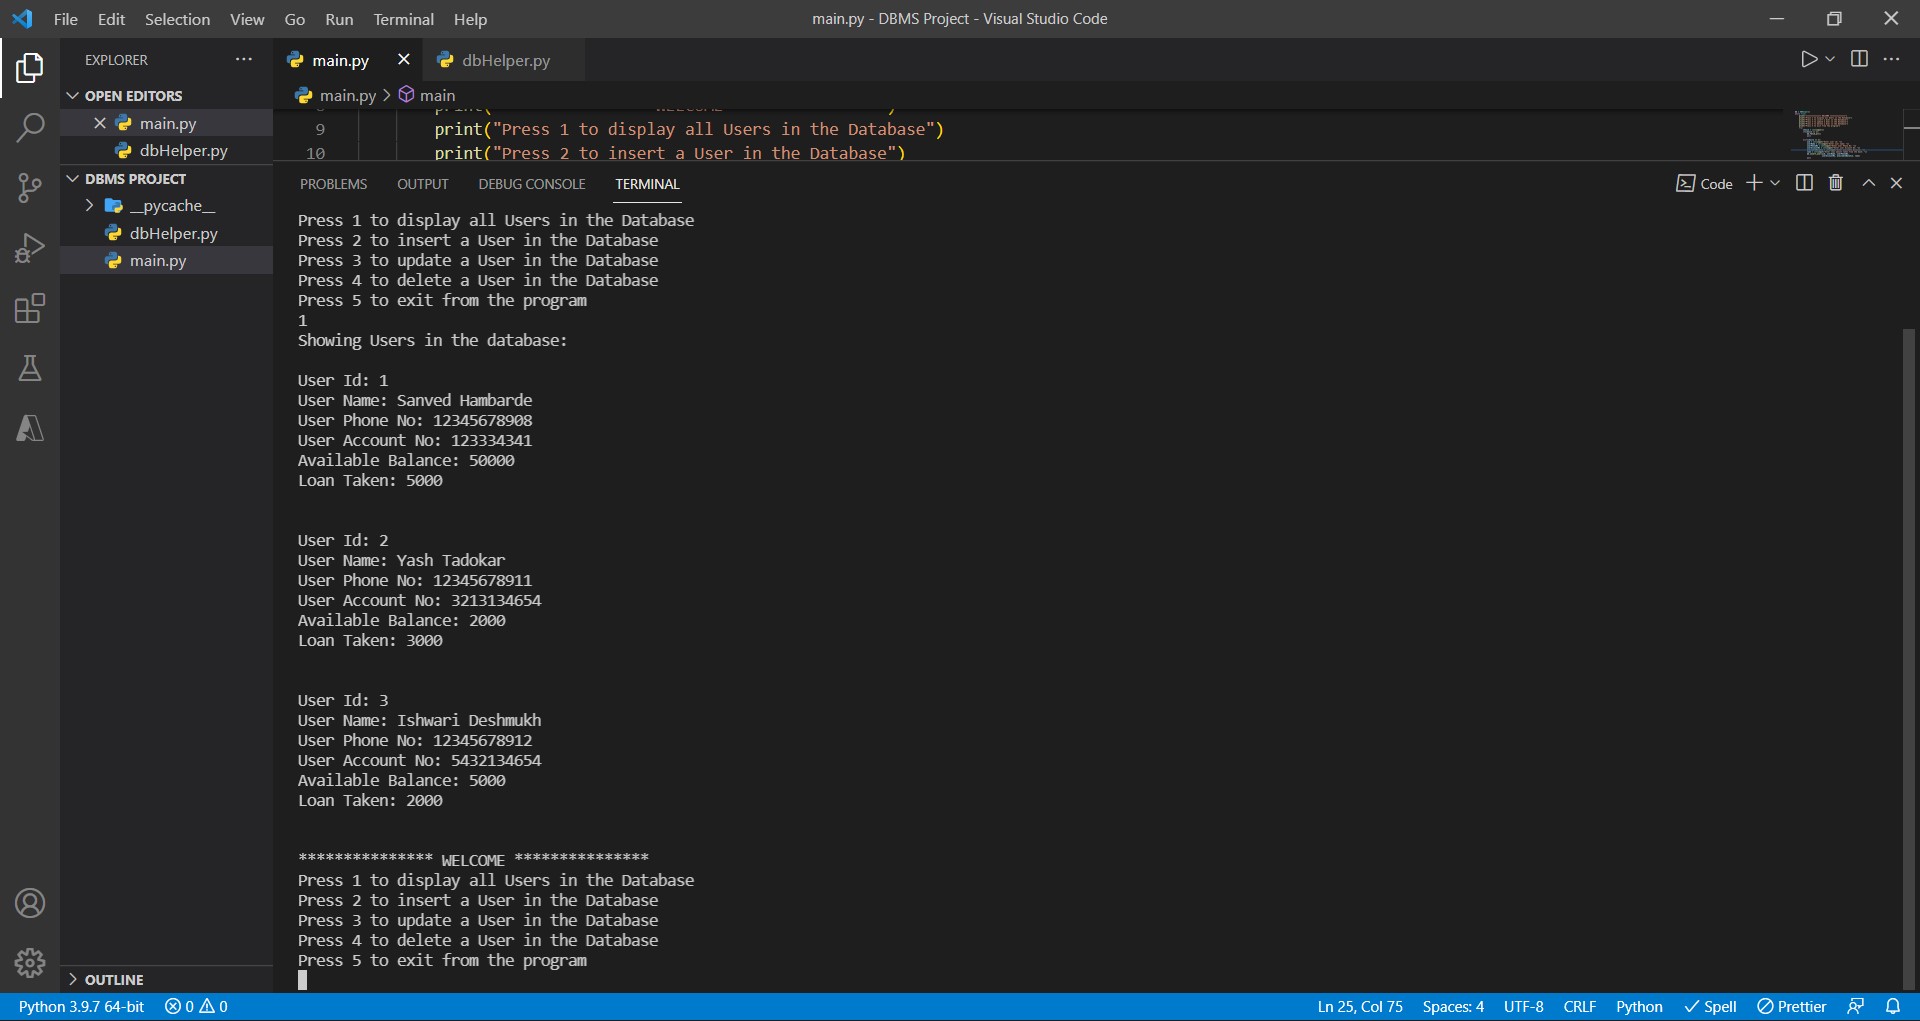 File Edit Selection View Go Run Terminal Help
main.py - DBMS Project - Visual Studio Code
EXPLORER
OPEN EDITORS
main.py
dbHelper.py
DBMS PROJECT
__pycache__
dbHelper.py
main.py
OUTLINE
main.py dbHelper.py
main.py > main
9 print("Press 1 to display all Users in the Database")
10 print("Press 2 to insert a User in the Database")
PROBLEMS OUTPUT DEBUG CONSOLE TERMINAL
Code
Press 1 to display all Users in the Database
Press 2 to insert a User in the Database
Press 3 to update a User in the Database
Press 4 to delete a User in the Database
Press 5 to exit from the program
1
Showing Users in the database:
User Id: 1
User Name: Sanved Hambarde
User Phone No: 12345678908
User Account No: 123334341
Available Balance: 50000
Loan Taken: 5000
User Id: 2
User Name: Yash Tadokar
User Phone No: 12345678911
User Account No: 3213134654
Available Balance: 2000
Loan Taken: 3000
User Id: 3
User Name: Ishwari Deshmukh
User Phone No: 12345678912
User Account No: 5432134654
Available Balance: 5000
Loan Taken: 2000
*************** WELCOME ***************
Press 1 to display all Users in the Database
Press 2 to insert a User in the Database
Press 3 to update a User in the Database
Press 4 to delete a User in the Database
Press 5 to exit from the program
Python 3.9.7 64-bit 0 0 Ln 25, Col 75 Spaces: 4 UTF-8 CRLF Python Spell Prettier